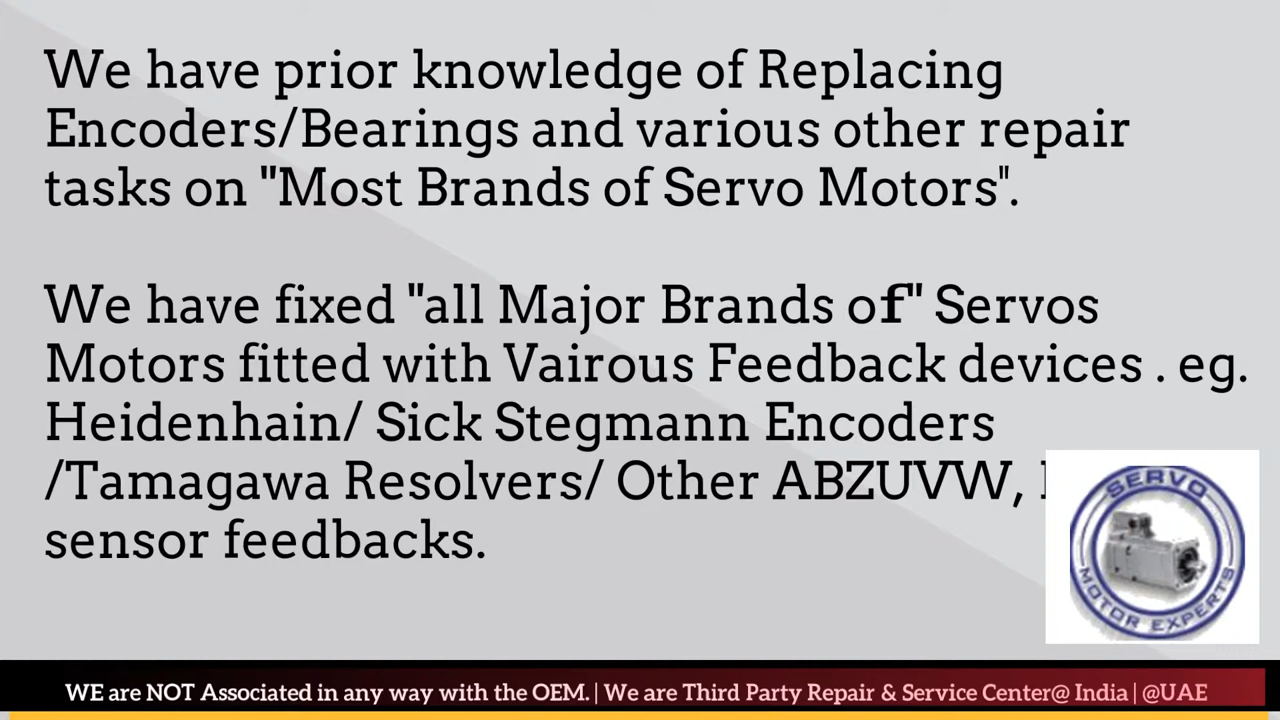 We have prior knowledge of Replacing
Encoders/Bearings and various other repair
tasks on "Most Brands of Servo Motors".
We have fixed "all Major Brands of" Servos
Motors fitted with Vairous Feedback devices . eg.
Heidenhain/ Sick Stegmann Encoders
/Tamagawa Resolvers/ Other ABZUVW,
sensor feedbacks.
SERVO
MOTOR EXPERTS
WE are NOT Associated in any way with the OEM. | We are Third Party Repair & Service Center@ India | @UAE